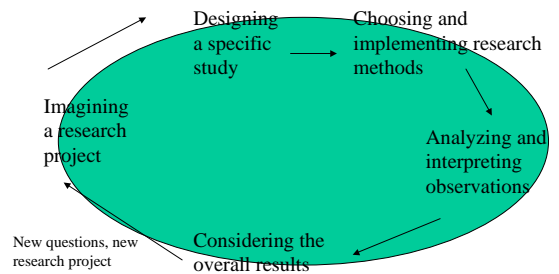 Designing
a specific
study
Choosing and
implementing research
methods
Imagining
a research
project
Analyzing and
interpreting
observations
Considering the
overall results
New questions, new
research project